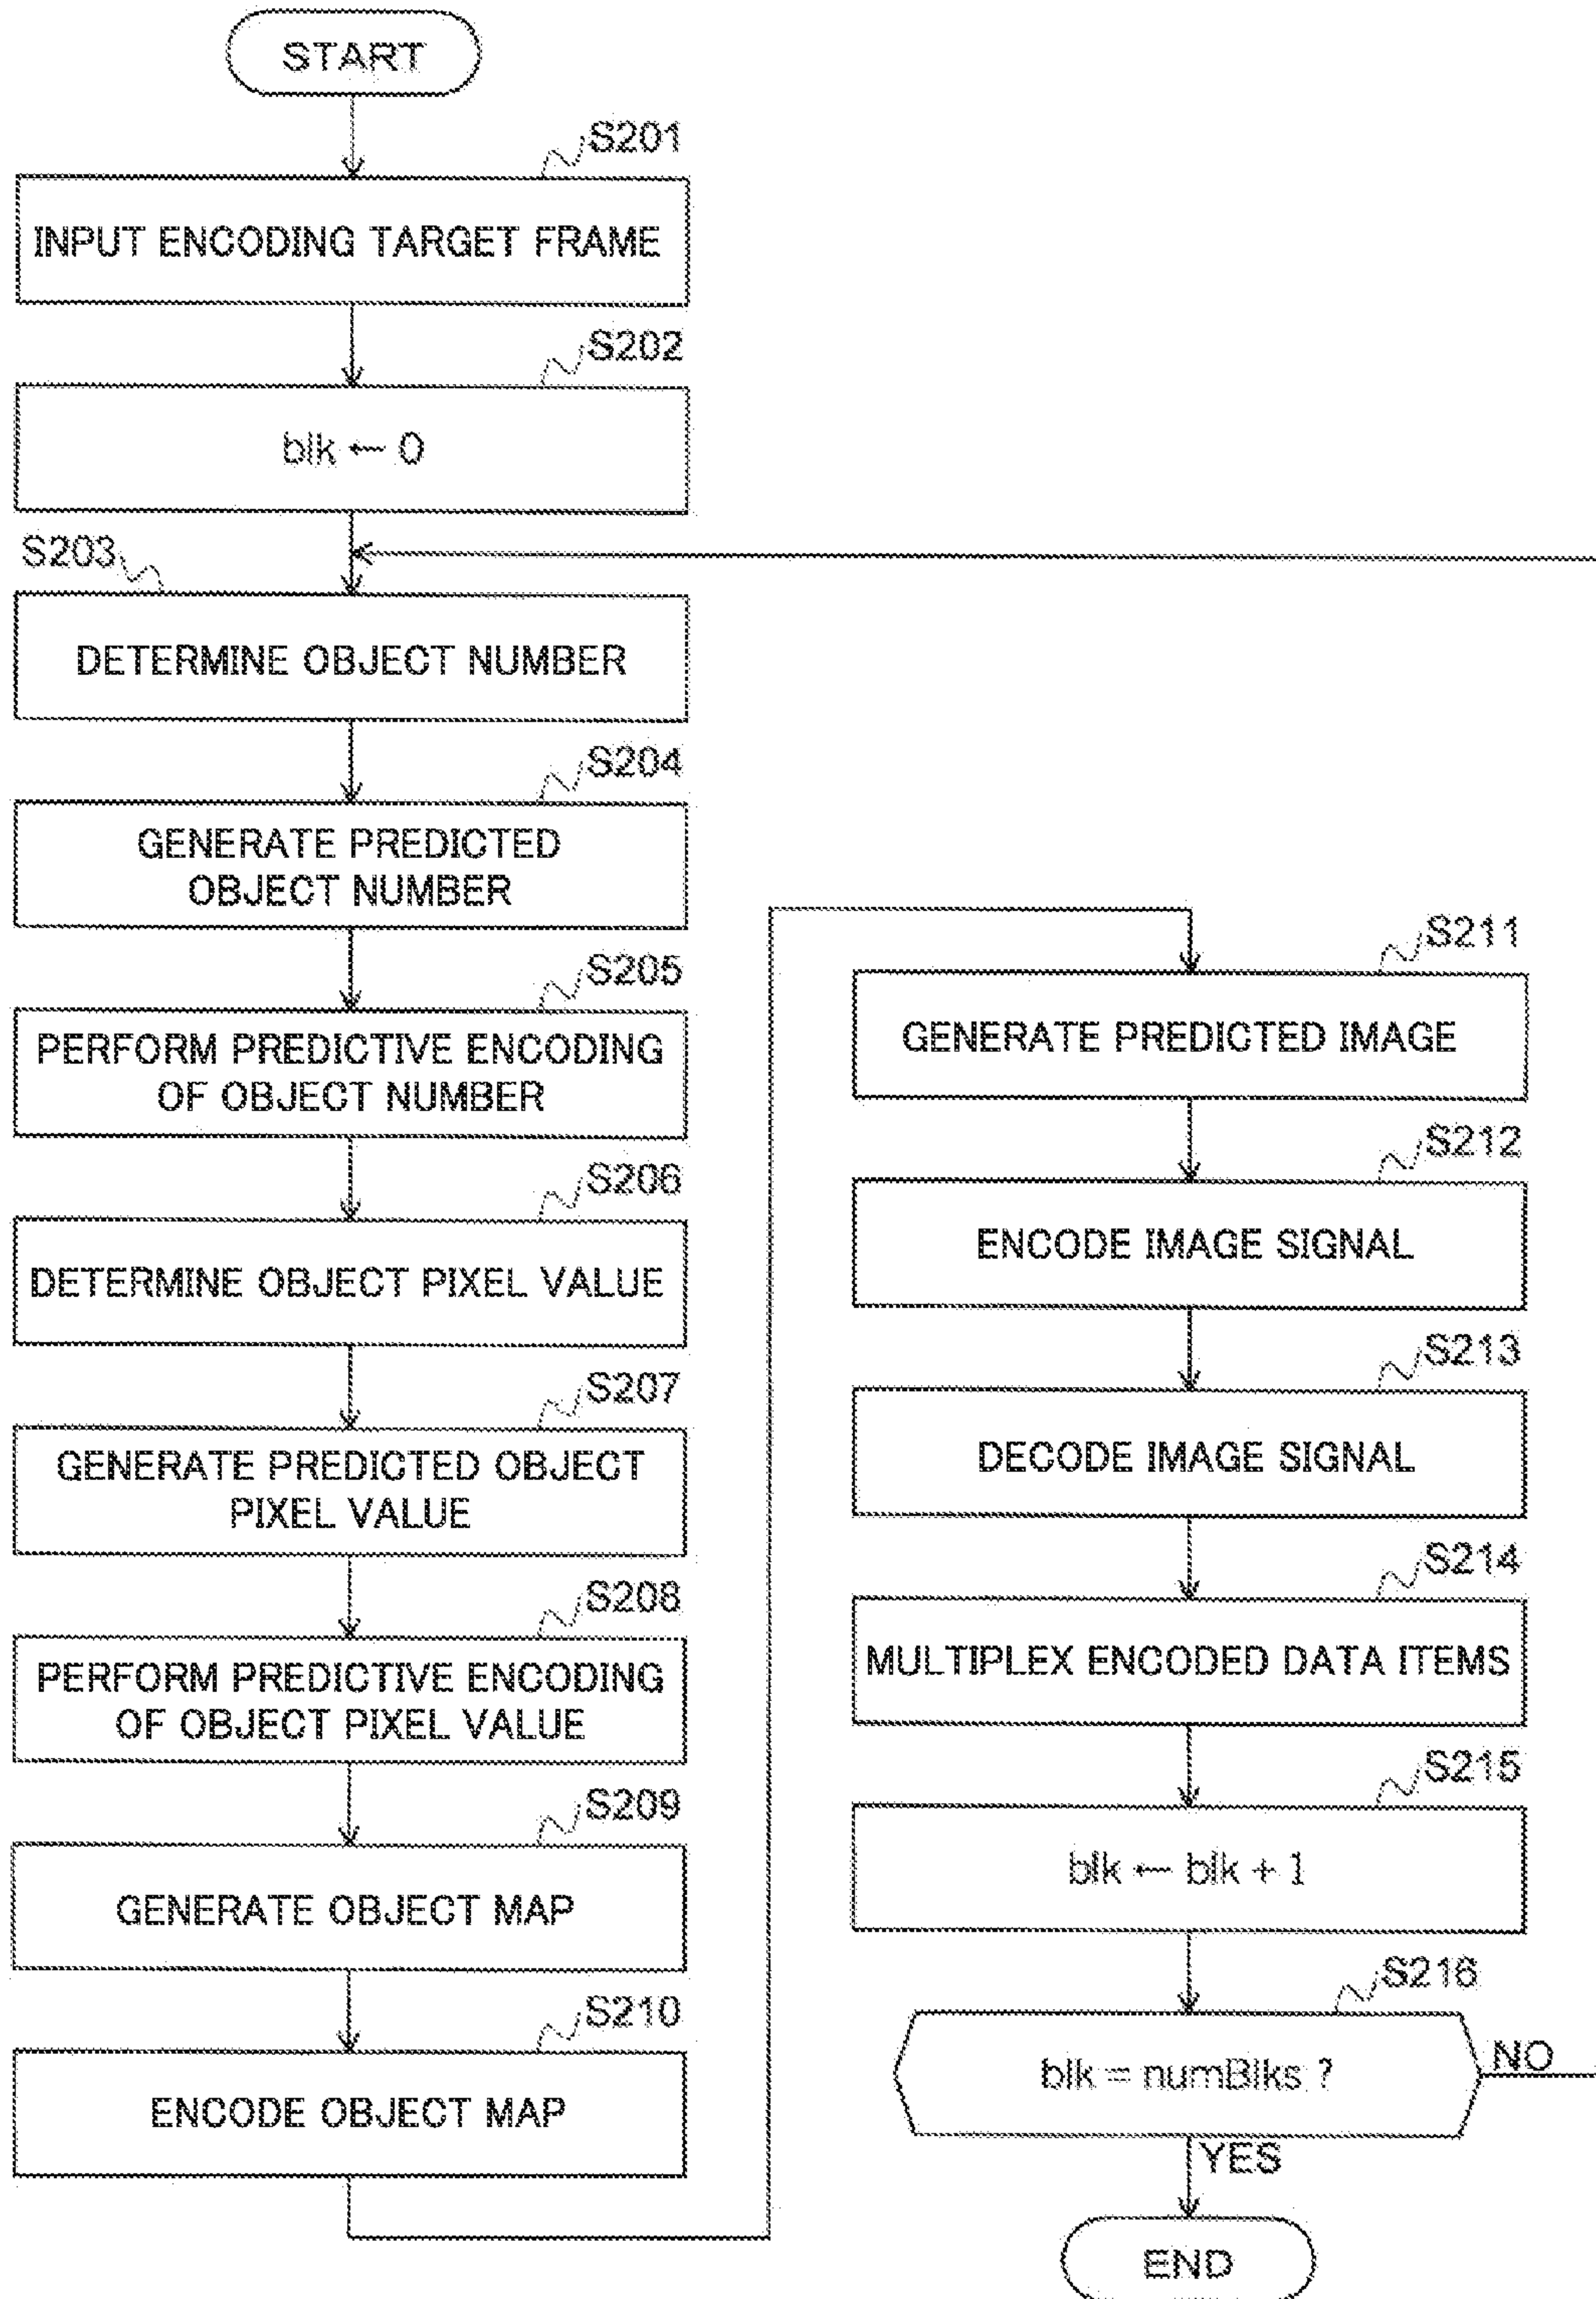 START
S201
INPUT ENCODING TARGET FRAME
S202
blk ← 0
S203
DETERMINE OBJECT NUMBER
S204
GENERATE PREDICTED
OBJECT NUMBER
S205
PERFORM PREDICTIVE ENCODING
OF OBJECT NUMBER
S206
DETERMINE OBJECT PIXEL VALUE
S207
GENERATE PREDICTED OBJECT
PIXEL VALUE
S208
PERFORM PREDICTIVE ENCODING
OF OBJECT PIXEL VALUE
S209
GENERATE OBJECT MAP
S210
ENCODE OBJECT MAP
S211
GENERATE PREDICTED IMAGE
S212
ENCODE IMAGE SIGNAL
S213
DECODE IMAGE SIGNAL
S214
MULTIPLEX ENCODED DATA ITEMS
S215
blk ← blk + 1
S216
blk = numBlks ?
NO
YES
END